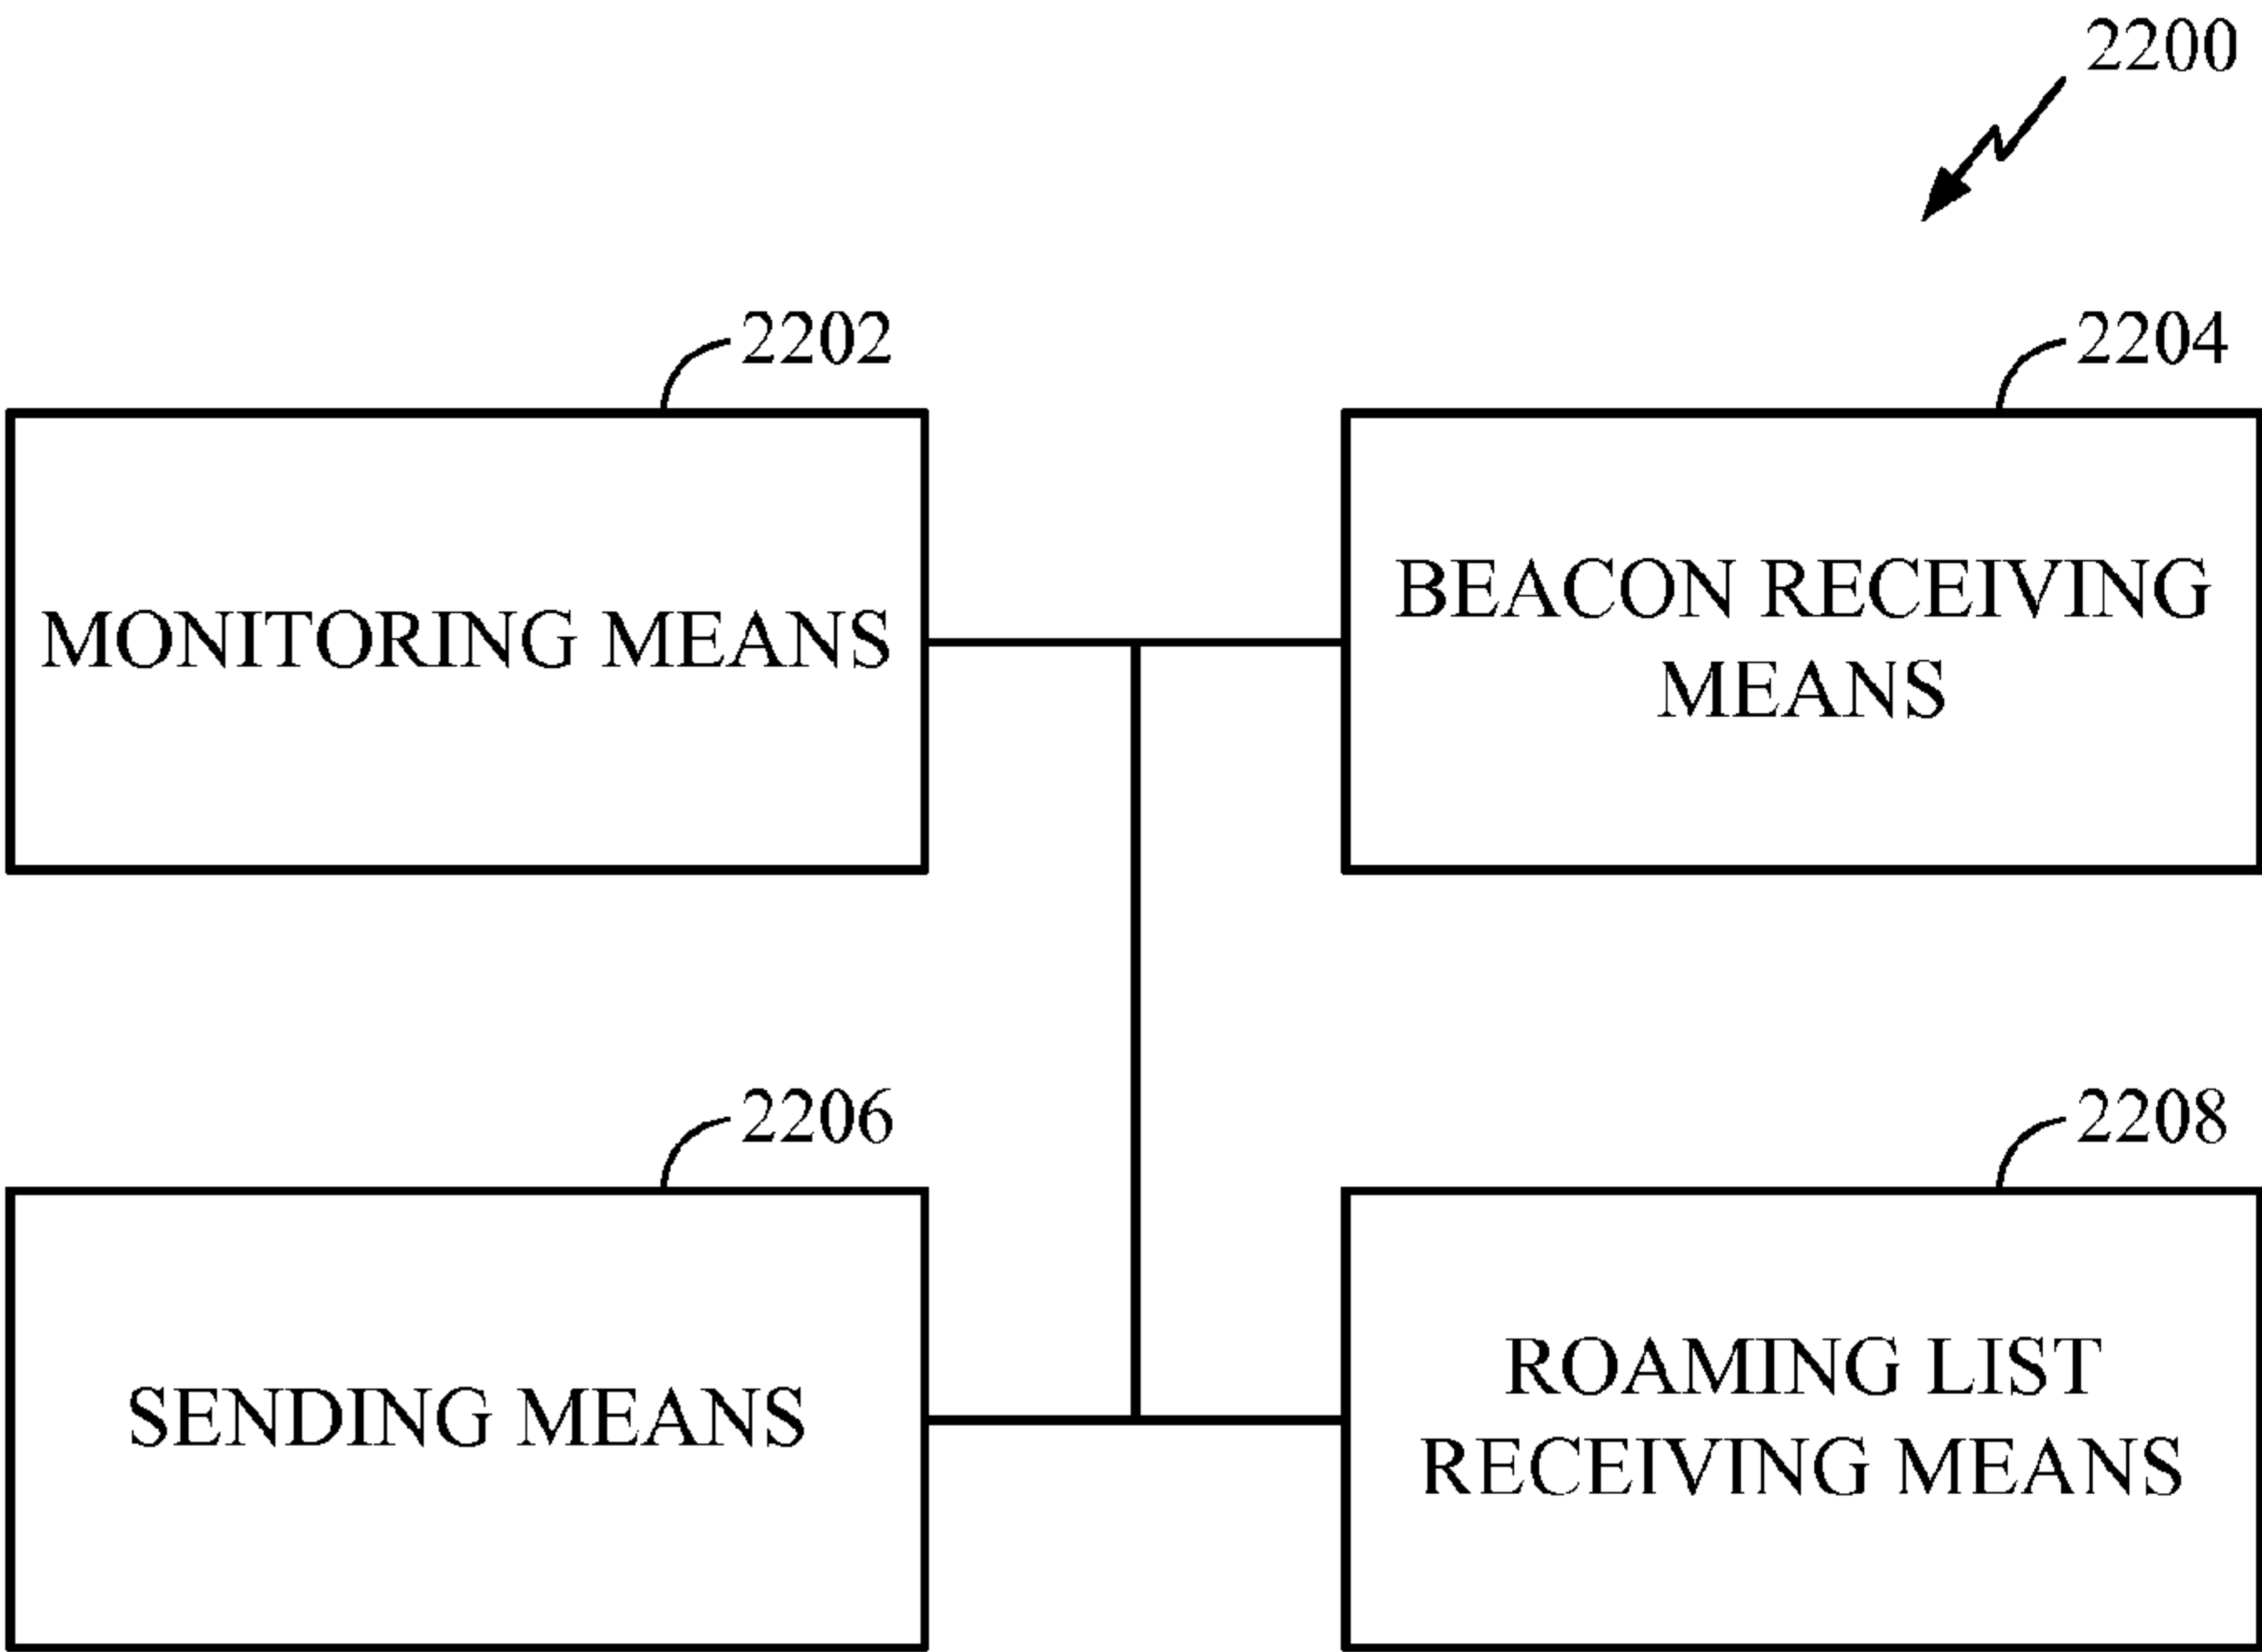 2200
2202
2204
MONITORING MEANS
BEACON RECEIVING
MEANS
2206
2208
SENDING MEANS
ROAMING LIST
RECEIVING MEANS